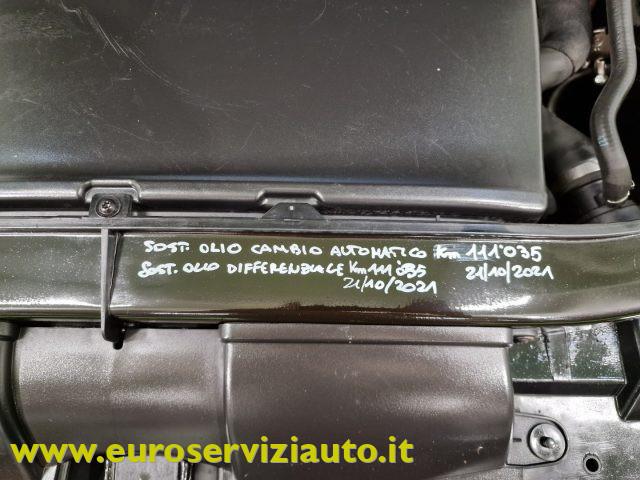 SOST. OLIO CAMBIO AUTOMATICO Km 111°035
21/10/2021
SOST. OLIO DIFFERENZIALE Km 111°035
21/10/2021
www.euroserviziauto.it